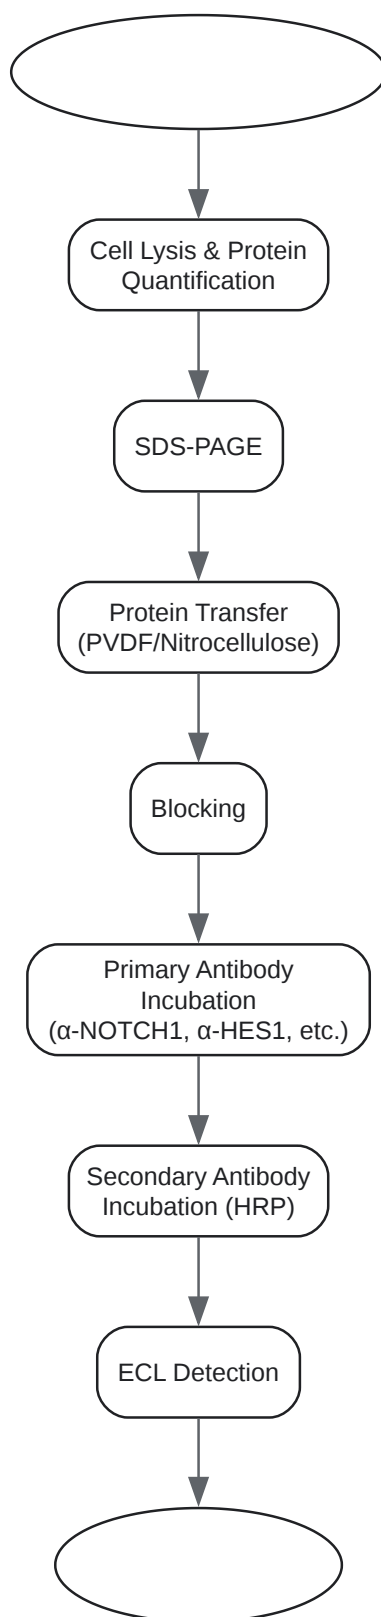 Cell Lysis & Protein
Quantification
SDS-PAGE
Protein Transfer
(PVDF/Nitrocellulose)
Blocking
Primary Antibody
Incubation
(α-NOTCH1, α-HES1, etc.)
Secondary Antibody
Incubation (HRP)
ECL Detection